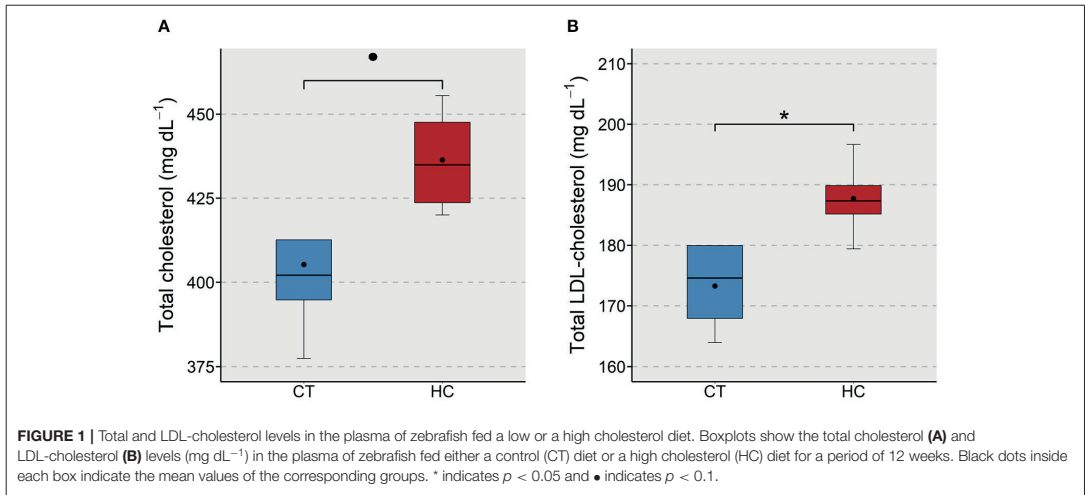 A
Total cholesterol (mg dL−1)
450
425
400
375
●
CT HC
B
Total LDL-cholesterol (mg dL−1)
210
200
190
180
170
160
*
CT HC
FIGURE 1 | Total and LDL-cholesterol levels in the plasma of zebrafish fed a low or a high cholesterol diet. Boxplots show the total cholesterol (A) and
LDL-cholesterol (B) levels (mg dL−1) in the plasma of zebrafish fed either a control (CT) diet or a high cholesterol (HC) diet for a period of 12 weeks. Black dots inside
each box indicate the mean values of the corresponding groups. * indicates p < 0.05 and ● indicates p < 0.1.